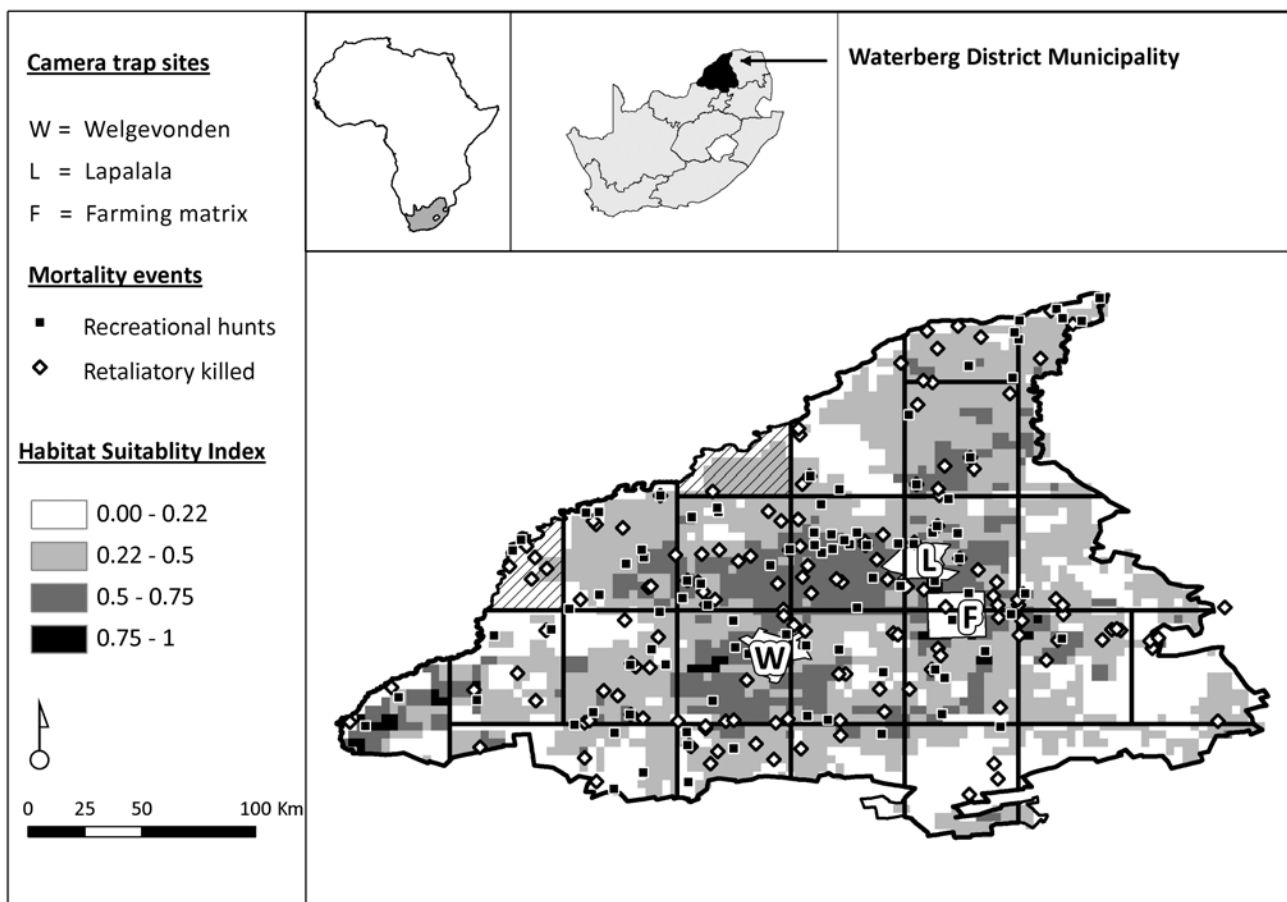 Camera trap sites
W = Welgevonden
L = Lapalala
F = Farming matrix
Mortality events
Recreational hunts
Retaliatory killed
Habitat Suitablity Index
0.00 - 0.22
0.22 - 0.5
0.5 - 0.75
0.75 - 1
0 25 50 100 Km
Waterberg District Municipality
L
F
W